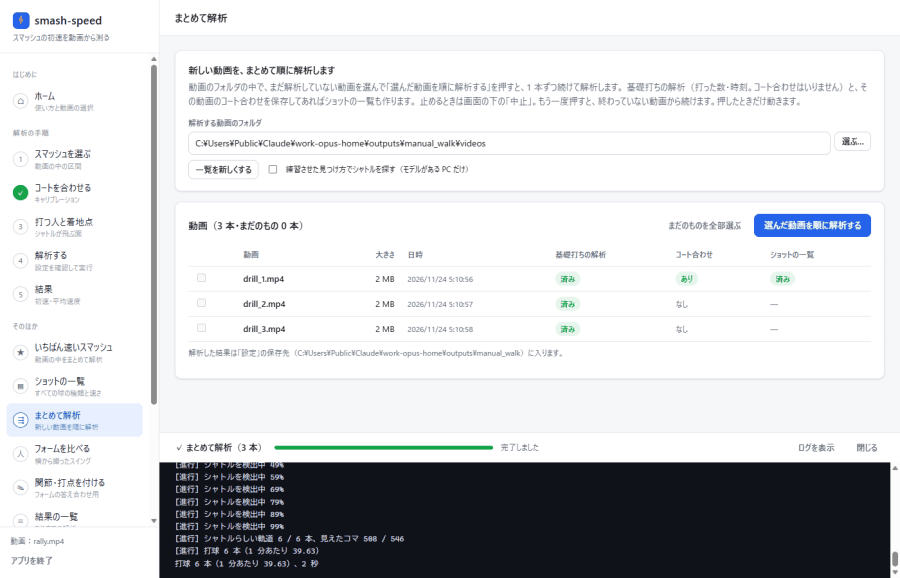 smash-speed
スマッシュの初速を動画から測る
はじめに
ホーム
使い方と動画の選択
解析の手順
1
スマッシュを選ぶ
動画の中の区間
コートを合わせる
キャリブレーション
3
打つ人と着地点
シャトルが飛ぶ面
4
解析する
設定を確認して実行
5
結果
初速・平均速度
そのほか
いちばん速いスマッシュ
動画の中をまとめて解析
ショットの一覧
すべての球の種類と速さ
まとめて解析
新しい動画を順に解析
フォームを比べる
横から撮ったスイング
関節・打点を付ける
フォームの答え合わせ用
結果の一覧
動画：rally.mp4
アプリを終了
まとめて解析
新しい動画を、まとめて順に解析します
動画のフォルダの中で、まだ解析していない動画を選んで「選んだ動画を順に解析する」を押すと、1 本ずつ続けて解析します。 基礎打ちの解析（打った数・時刻。コート合わせはいりません）と、そ
の動画のコート合わせを保存してあればショットの一覧も作ります。 止めるときは画面の下の「中止」。もう一度押すと、終わっていない動画から続けます。押したときだけ動きます。
解析する動画のフォルダ
C:¥Users¥Public¥Claude¥work-opus-home¥outputs¥manual_walk¥videos
選ぶ...
一覧を新しくする
練習させた見つけ方でシャトルを探す（モデルがある PC だけ）
動画（3 本・まだのもの 0 本）
まだのものを全部選ぶ
選んだ動画を順に解析する
動画 大きさ 日時 基礎打ちの解析 コート合わせ ショットの一覧
drill_1.mp4 2 MB 2026/11/24 5:10:56 済み あり 済み
drill_2.mp4 2 MB 2026/11/24 5:10:57 済み なし —
drill_3.mp4 2 MB 2026/11/24 5:10:58 済み なし —
解析した結果は「設定」の保存先（C:¥Users¥Public¥Claude¥work-opus-home¥outputs¥manual_walk）に入ります。
✓ まとめて解析（3 本）
完了しました
ログを表示
閉じる
[進行] シャトルを検出中 49%
[進行] シャトルを検出中 59%
[進行] シャトルを検出中 69%
[進行] シャトルを検出中 79%
[進行] シャトルを検出中 89%
[進行] シャトルを検出中 99%
[進行] シャトルらしい軌道 6 / 6 本、見えたコマ 508 / 546
[進行] 打球 6 本（1 分あたり 39.63）
打球 6 本（1 分あたり 39.63）、2 秒